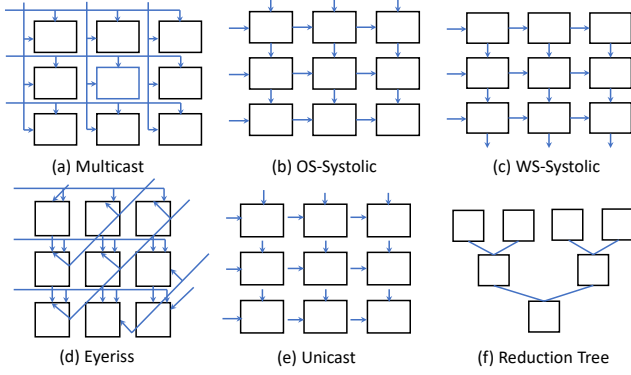 (a) Multicast
(b) OS-Systolic
(c) WS-Systolic
(d) Eyeriss
(e) Unicast
(f) Reduction Tree